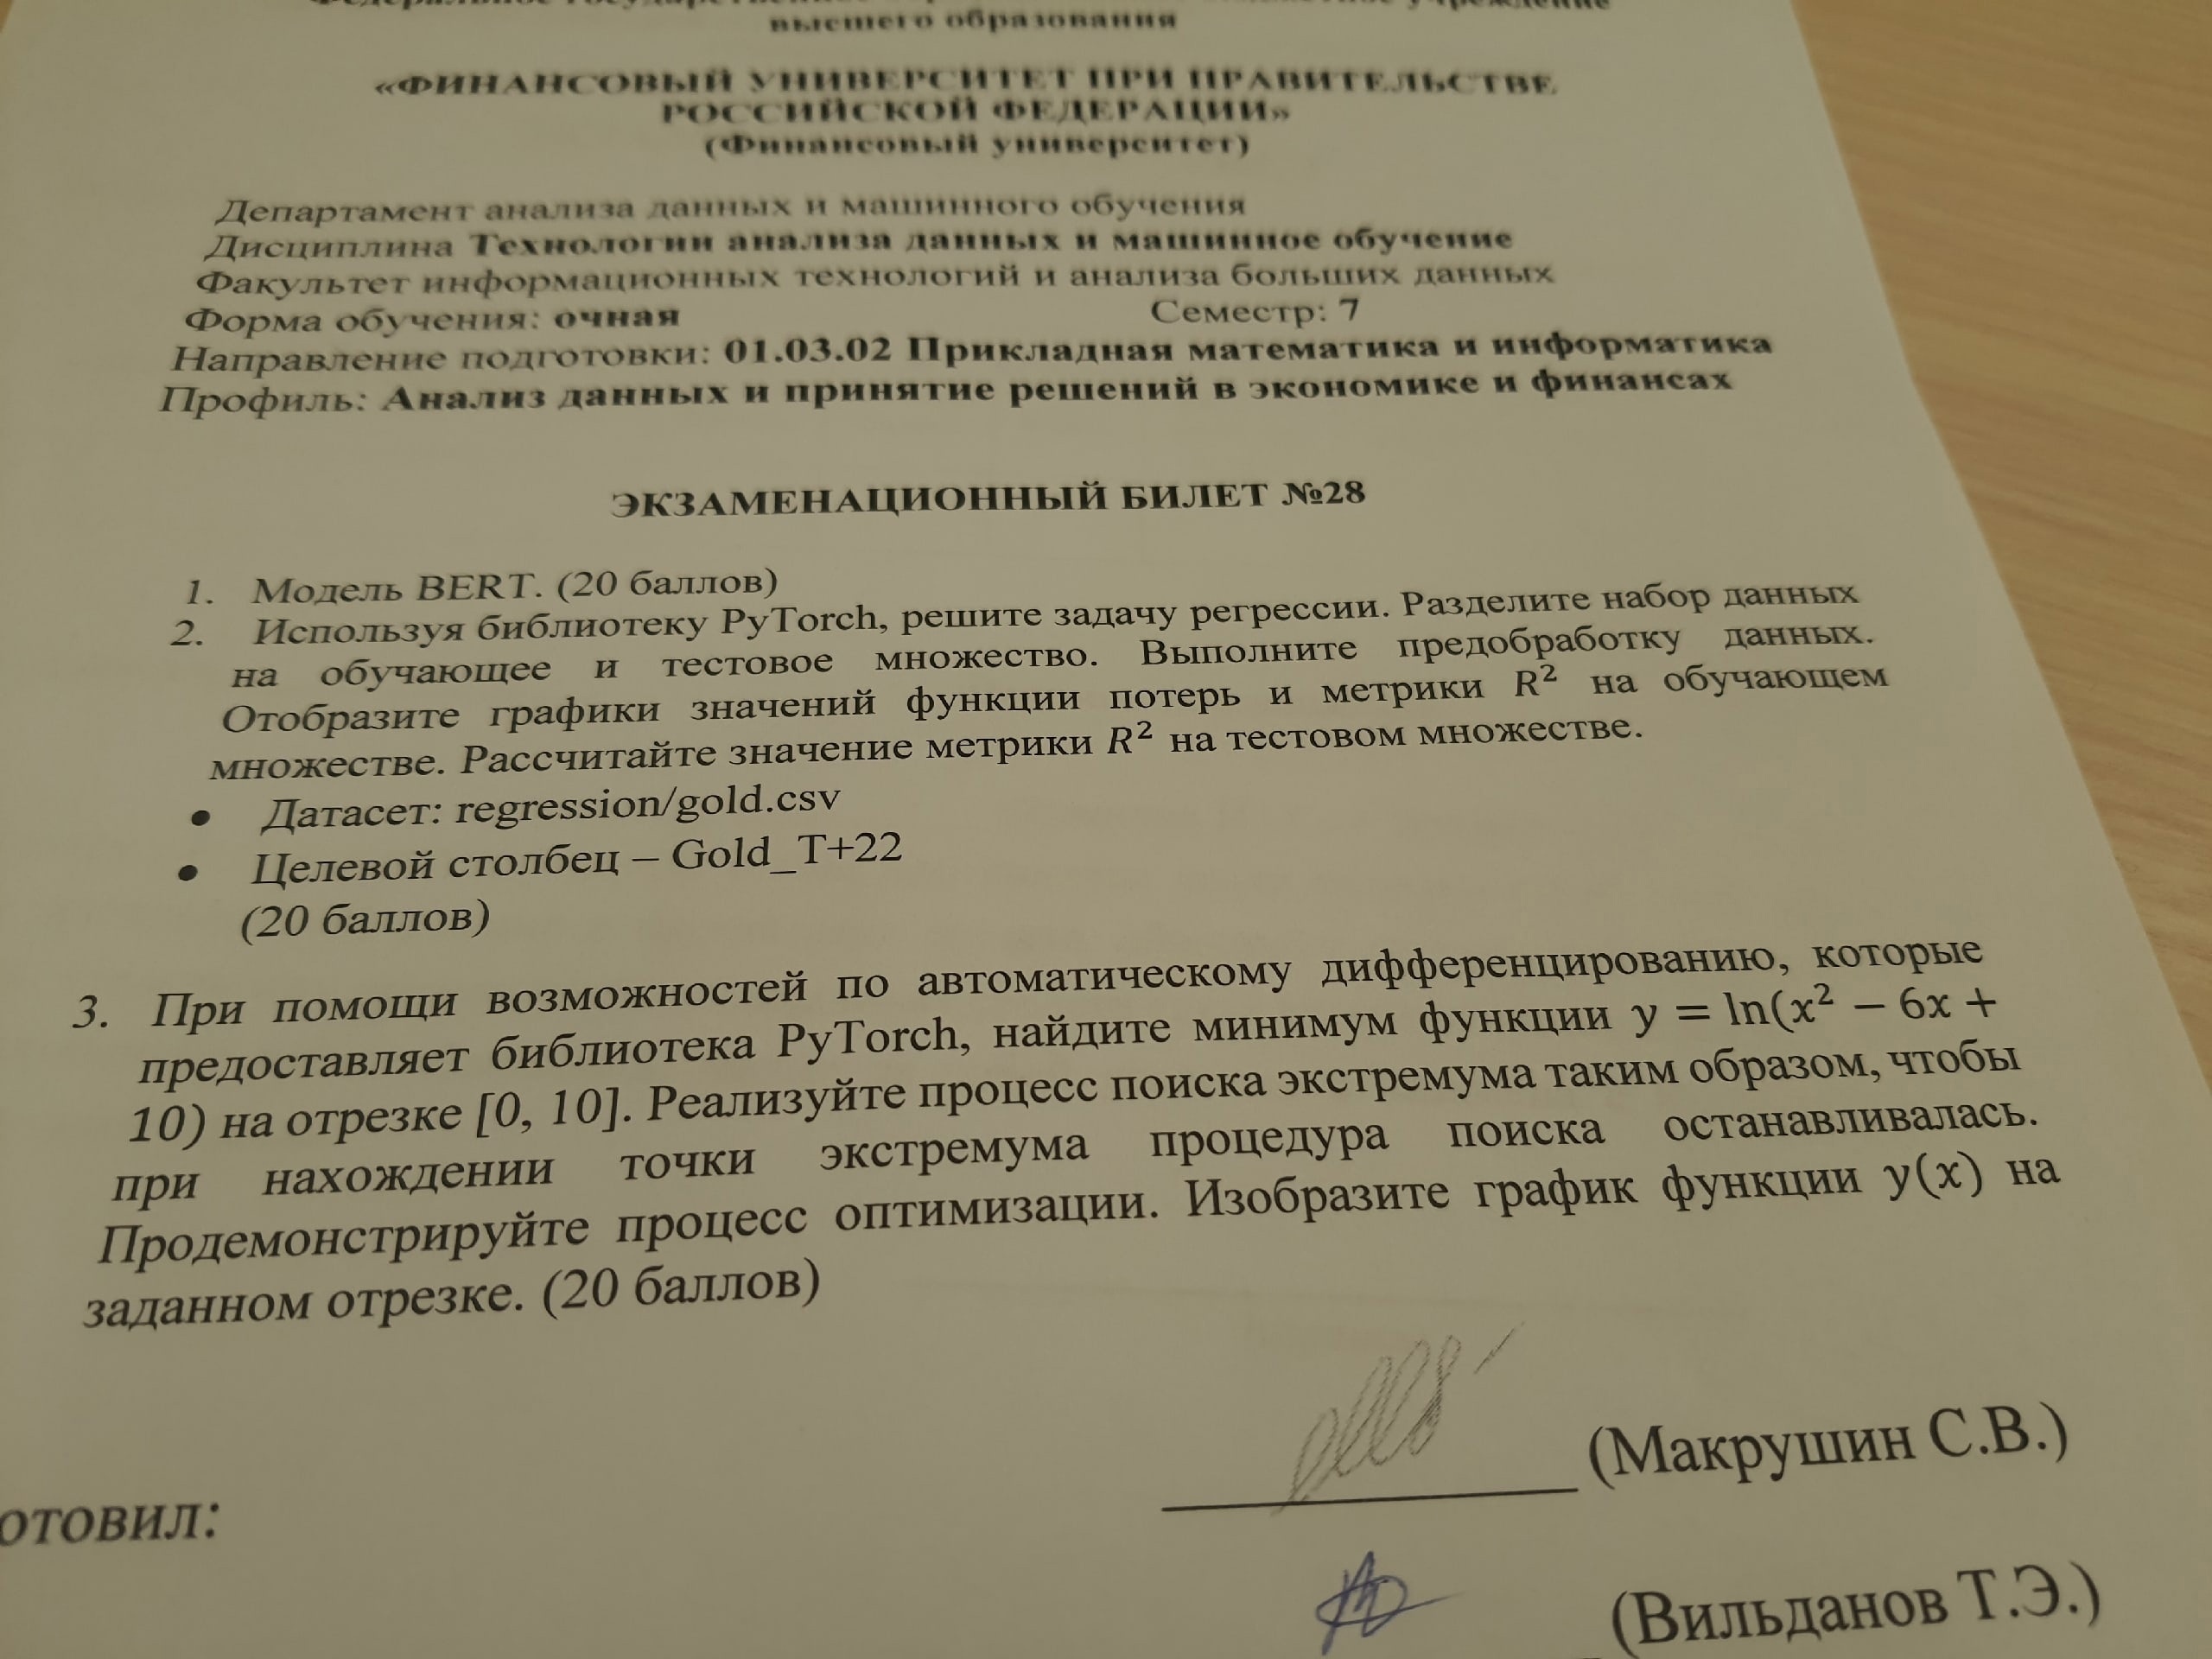 высшего образования
«ФИНАНСОВЫЙ УНИВЕРСИТЕТ ПРИ ПРАВИТЕЛЬСТВЕ
РОССИЙСКОЙ ФЕДЕРАЦИИ»
(Финансовый университет)
Департамент анализа данных и машинного обучения
Дисциплина Технологии анализа данных и машинное обучение
Факультет информационных технологий и анализа больших данных
Форма обучения: очная Семестр: 7
Направление подготовки: 01.03.02 Прикладная математика и информатика
Профиль: Анализ данных и принятие решений в экономике и финансах
ЭКЗАМЕНАЦИОННЫЙ БИЛЕТ №28
1. Модель BERT. (20 баллов)
2. Используя библиотеку PyTorch, решите задачу регрессии. Разделите набор данных
на обучающее и тестовое множество. Выполните предобработку данных.
Отобразите графики значений функции потерь и метрики R² на обучающем
множестве. Рассчитайте значение метрики R² на тестовом множестве.
• Датасет: regression/gold.csv
• Целевой столбец – Gold_T+22
(20 баллов)
3. При помощи возможностей по автоматическому дифференцированию, которые
предоставляет библиотека PyTorch, найдите минимум функции y = ln(x² − 6x +
10) на отрезке [0, 10]. Реализуйте процесс поиска экстремума таким образом, чтобы
при нахождении точки экстремума процедура поиска останавливалась.
Продемонстрируйте процесс оптимизации. Изобразите график функции y(x) на
заданном отрезке. (20 баллов)
(Макрушин С.В.)
отовил:
(Вильданов Т.Э.)